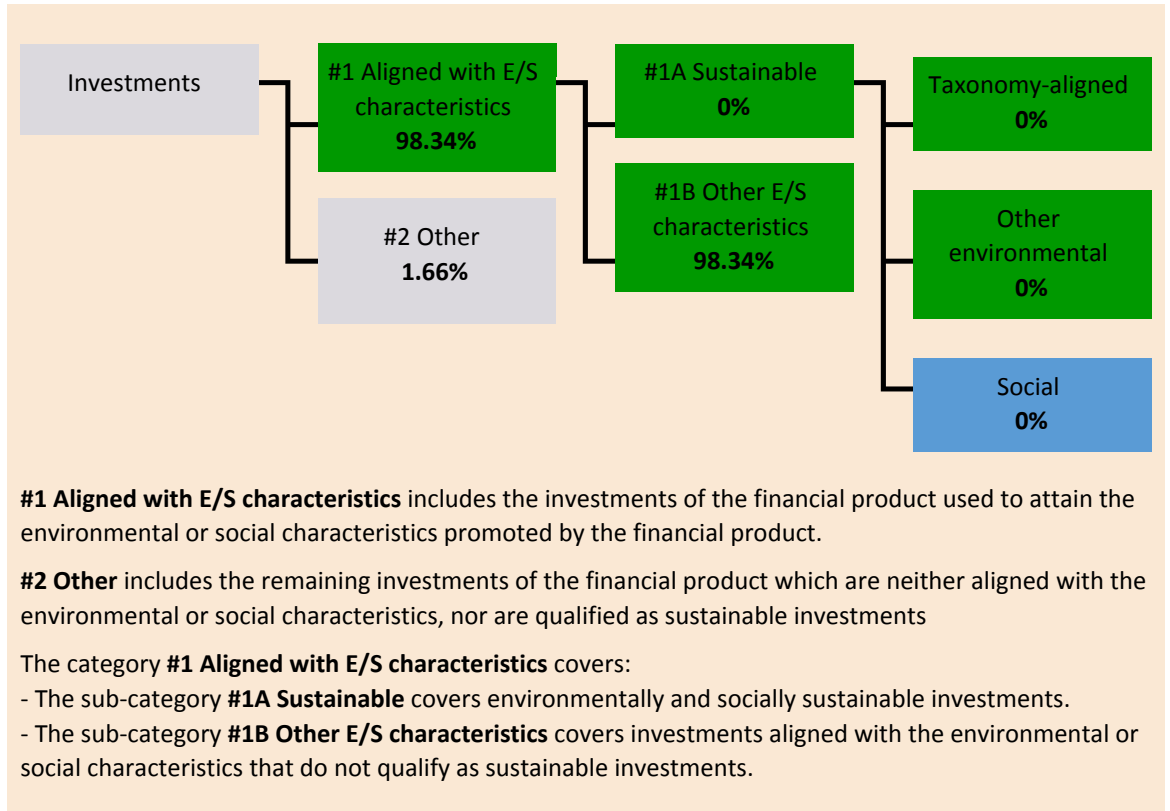 Investments
#1 Aligned with E/S
characteristics
98.34%
#2 Other
1.66%
#1A Sustainable
0%
#1B Other E/S
characteristics
98.34%
Taxonomy-aligned
0%
Other
environmental
0%
Social
0%
#1 Aligned with E/S characteristics includes the investments of the financial product used to attain the
environmental or social characteristics promoted by the financial product.
#2 Other includes the remaining investments of the financial product which are neither aligned with the
environmental or social characteristics, nor are qualified as sustainable investments
The category #1 Aligned with E/S characteristics covers:
- The sub-category #1A Sustainable covers environmentally and socially sustainable investments.
- The sub-category #1B Other E/S characteristics covers investments aligned with the environmental or
social characteristics that do not qualify as sustainable investments.